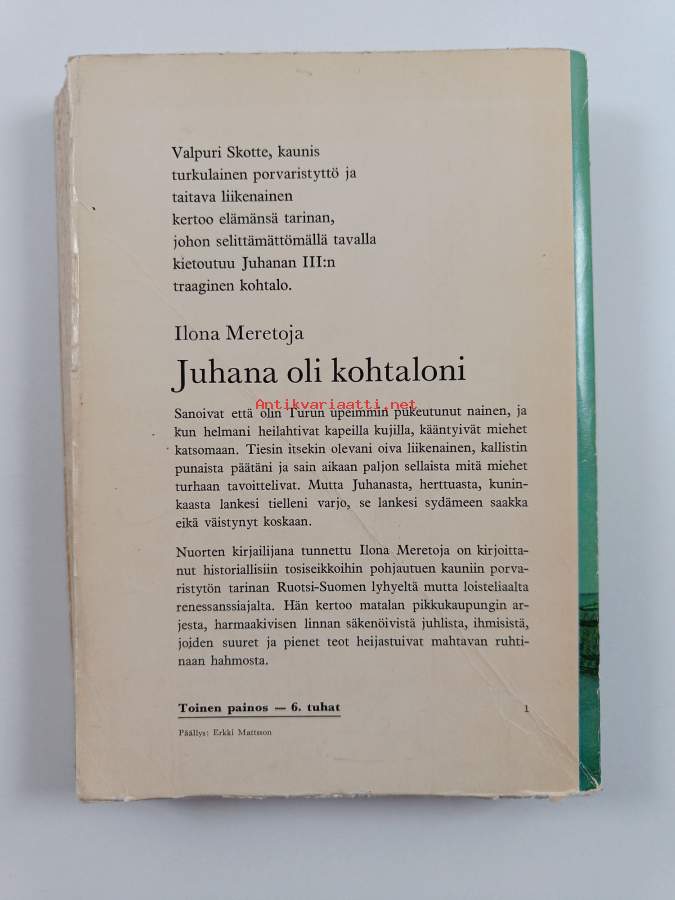 Valpuri Skotte, kaunis
turkulainen porvaristyttö ja
taitava liikenainen
kertoo elämänsä tarinan,
johon selittämättömällä tavalla
kietoutuu Juhanan III:n
traaginen kohtalo.
Ilona Meretoja
Juhana oli kohtaloni
Antikvariaatti.net
Sanoivat että olin Turun upeimmin pukeutunut nainen, ja
kun helmani heilahtivat kapeilla kujilla, kääntyivät miehet
katsomaan. Tiesin itsekin olevani oiva liikenainen, kallistin
punaista päätäni ja sain aikaan paljon sellaista mitä miehet
turhaan tavoittelivat. Mutta Juhanasta, herttuasta, kunin-
kaasta lankesi tielleni varjo, se lankesi sydämeen saakka
eikä väistynyt koskaan.
Nuorten kirjailijana tunnettu Ilona Meretoja on kirjoitta-
nut historiallisiin tosiseikkoihin pohjautuen kauniin porva-
ristytön tarinan Ruotsi-Suomen lyhyeltä mutta loisteliaalta
renessanssiajalta. Hän kertoo matalan pikkukaupungin ar-
jesta, harmaakivisen linnan säkenöivistä juhlista, ihmisistä,
joiden suuret ja pienet teot heijastuivat mahtavan ruhti-
naan hahmosta.
Toinen painos — 6. tuhat 1
Päällys: Erkki Mattsson